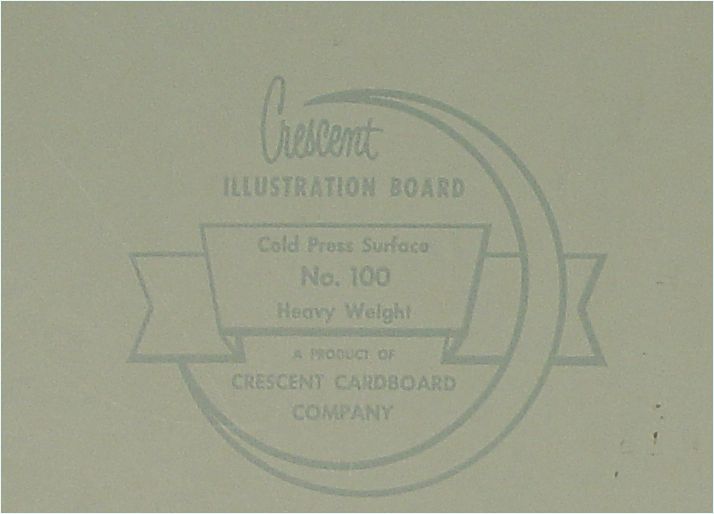 Crescent
ILLUSTRATION BOARD
Cold Press Surface
No. 100
Heavy Weight
A PRODUCT OF
CRESCENT CARDBOARD
COMPANY